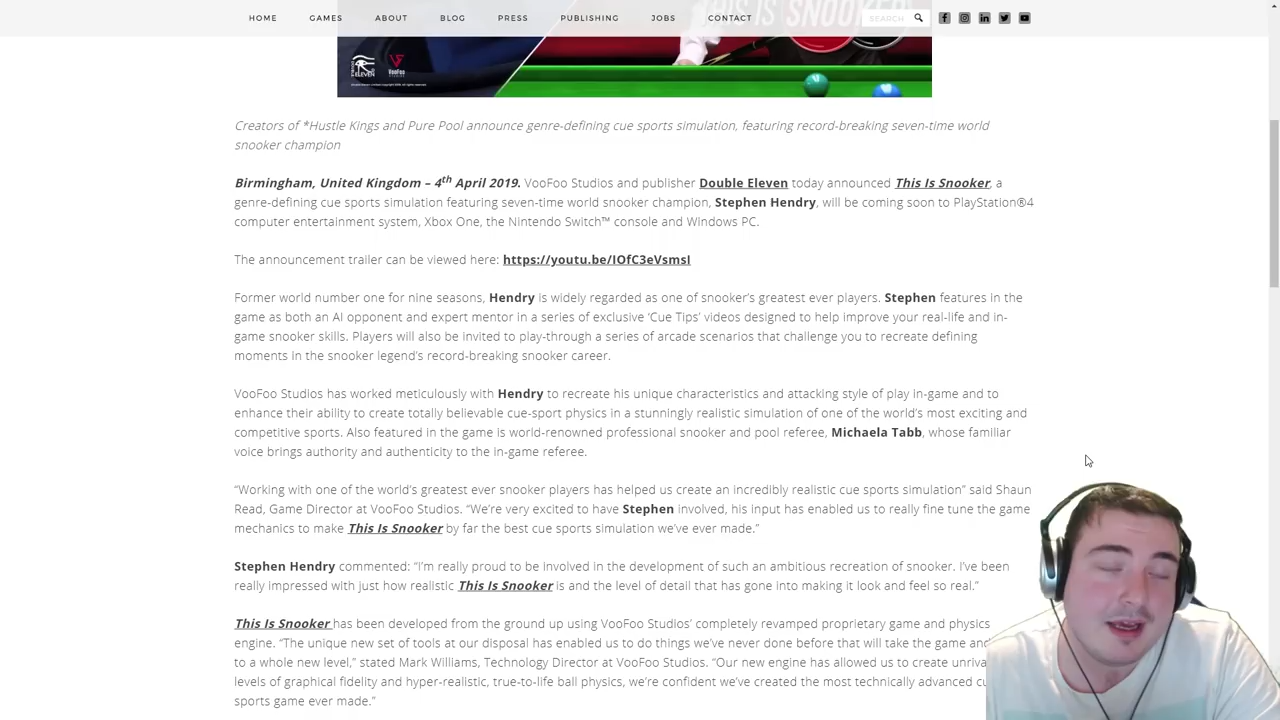 HOME GAMES ABOUT BLOG PRESS PUBLISHING JOBS CONTACT SEARCH
THIS IS SNOOKER
ELEVEN VooFoo
Creators of *Hustle Kings and Pure Pool announce genre-defining cue sports simulation, featuring record-breaking seven-time world
snooker champion
Birmingham, United Kingdom – 4th April 2019. VooFoo Studios and publisher Double Eleven today announced This Is Snooker, a
genre-defining cue sports simulation featuring seven-time world snooker champion, Stephen Hendry, will be coming soon to PlayStation®4
computer entertainment system, Xbox One, the Nintendo Switch™ console and Windows PC.
The announcement trailer can be viewed here: https://youtu.be/IOfC3eVsmsI
Former world number one for nine seasons, Hendry is widely regarded as one of snooker's greatest ever players. Stephen features in the
game as both an AI opponent and expert mentor in a series of exclusive 'Cue Tips' videos designed to help improve your real-life and in-
game snooker skills. Players will also be invited to play-through a series of arcade scenarios that challenge you to recreate defining
moments in the snooker legend's record-breaking snooker career.
VooFoo Studios has worked meticulously with Hendry to recreate his unique characteristics and attacking style of play in-game and to
enhance their ability to create totally believable cue-sport physics in a stunningly realistic simulation of one of the world's most exciting and
competitive sports. Also featured in the game is world-renowned professional snooker and pool referee, Michaela Tabb, whose familiar
voice brings authority and authenticity to the in-game referee.
“Working with one of the world's greatest ever snooker players has helped us create an incredibly realistic cue sports simulation” said Shaun
Read, Game Director at VooFoo Studios. “We're very excited to have Stephen involved, his input has enabled us to really fine tune the game
mechanics to make This Is Snooker by far the best cue sports simulation we've ever made.”
Stephen Hendry commented: “I'm really proud to be involved in the development of such an ambitious recreation of snooker. I've been
really impressed with just how realistic This Is Snooker is and the level of detail that has gone into making it look and feel so real.”
This Is Snooker has been developed from the ground up using VooFoo Studios' completely revamped proprietary game and physics
engine. “The unique new set of tools at our disposal has enabled us to do things we've never done before that will take the game and
to a whole new level,” stated Mark Williams, Technology Director at VooFoo Studios. “Our new engine has allowed us to create
levels of graphical fidelity and hyper-realistic, true-to-life ball physics, we're confident we've created the most technically advanced
sports game ever made.”